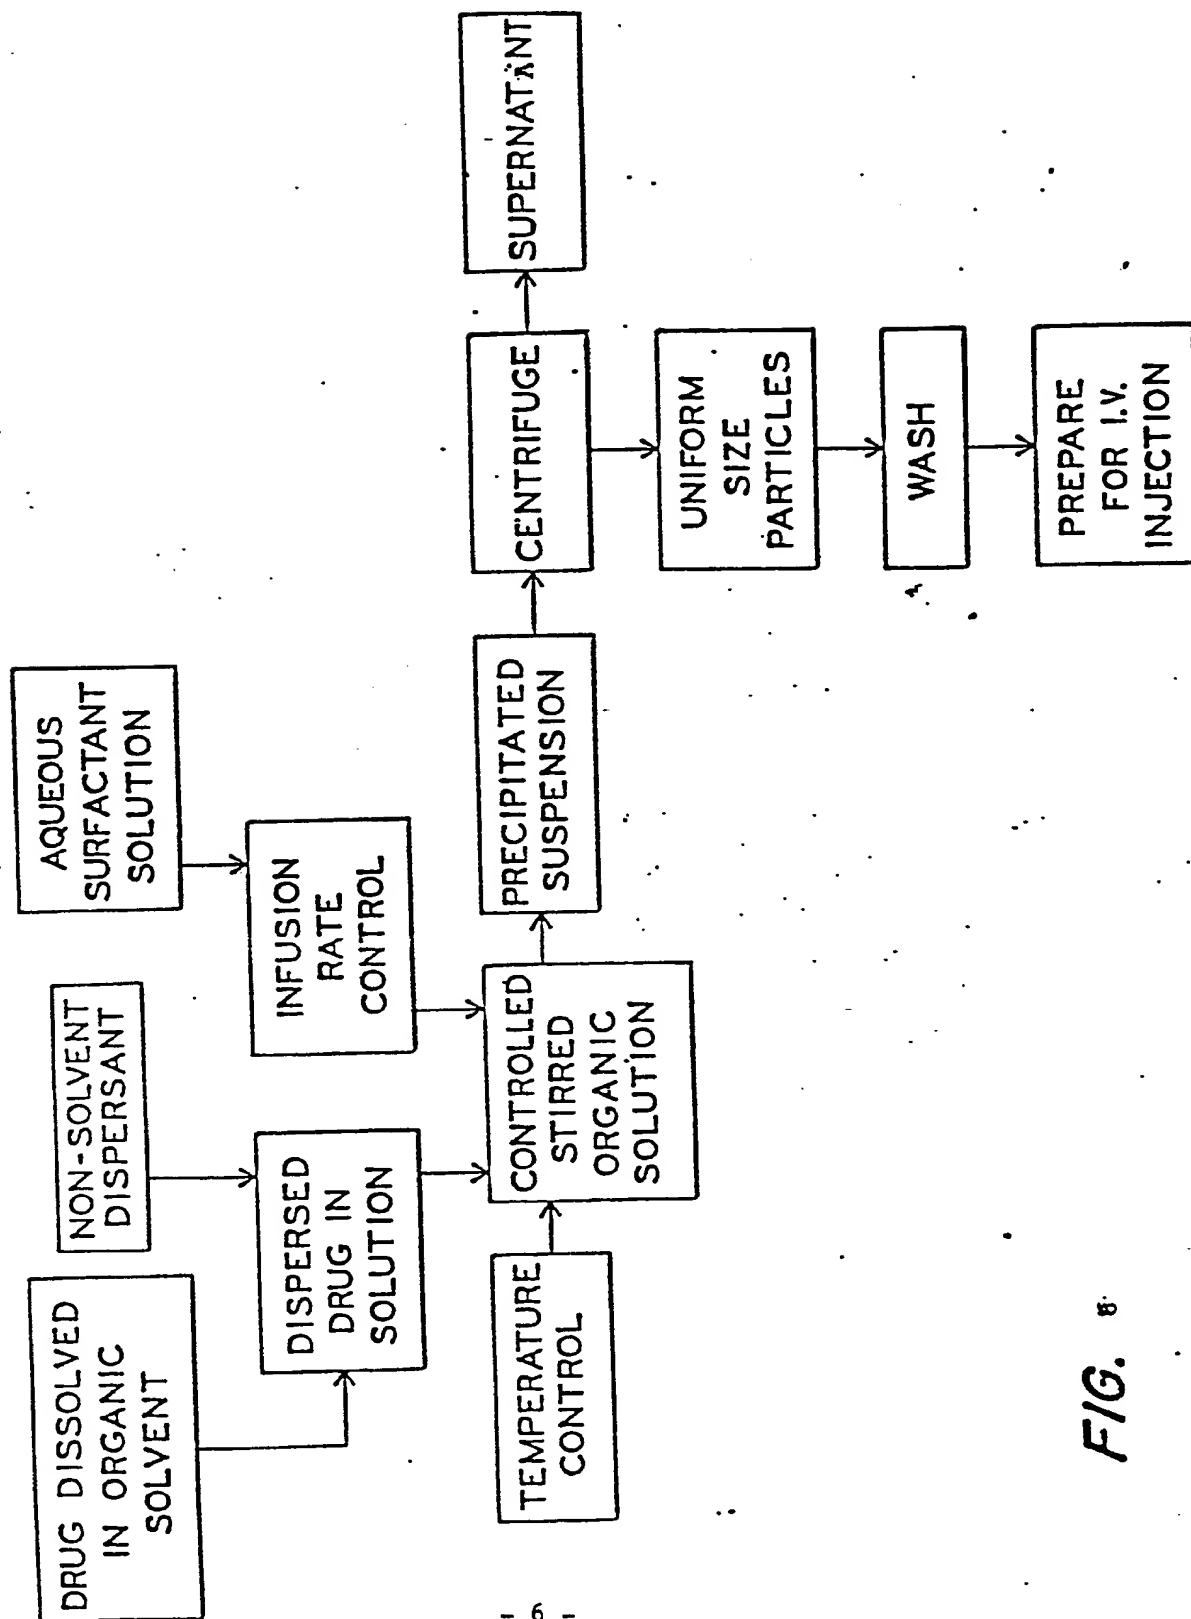 DRUG DISSOLVED
IN ORGANIC
SOLVENT
NON-SOLVENT
DISPERSANT
AQUEOUS
SURFACTANT
SOLUTION
DISPERSED
DRUG IN
SOLUTION
INFUSION
RATE
CONTROL
TEMPERATURE
CONTROL
CONTROLLED
STIRRED
ORGANIC
SOLUTION
PRECIPITATED
SUSPENSION
CENTRIFUGE
SUPERNATANT
UNIFORM
SIZE
PARTICLES
WASH
PREPARE
FOR I.V.
INJECTION
FIG. 8
- 6 -